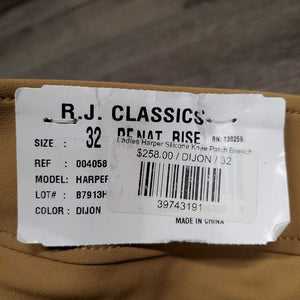 R.J. CLASSICS
SIZE : 32 NAT. RISE RN: 138259
Ladies Harper Silicone Knee Patch Breech
$258.00 / DIJON / 32
REF : 004058
MODEL: HARPER
LOT# : B7913H
39743191
COLOR : DIJON
MADE IN CHINA